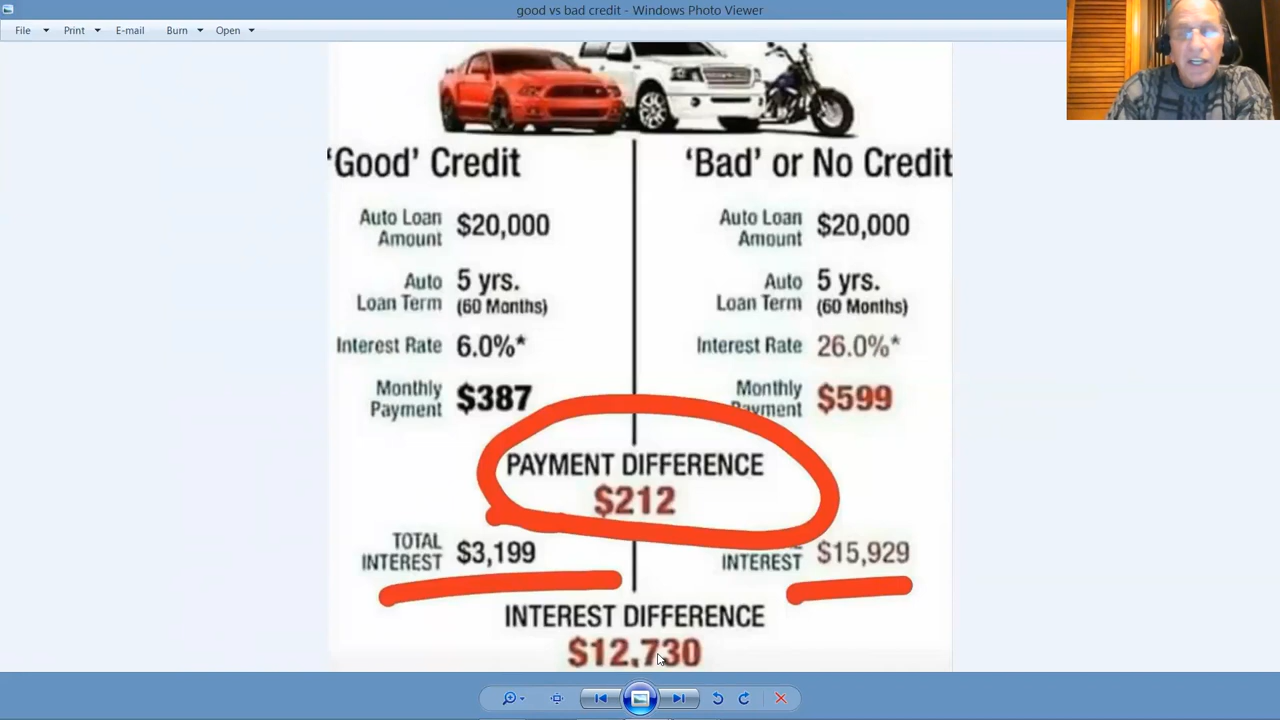 good vs bad credit - Windows Photo Viewer
File Print E-mail Burn Open
'Good' Credit
'Bad' or No Credit
Auto Loan Amount $20,000
Auto Loan Amount $20,000
Auto Loan Term 5 yrs. (60 Months)
Auto Loan Term 5 yrs. (60 Months)
Interest Rate 6.0%*
Interest Rate 26.0%*
Monthly Payment $387
Monthly Payment $599
PAYMENT DIFFERENCE
$212
TOTAL INTEREST $3,199
INTEREST $15,929
INTEREST DIFFERENCE
$12,730